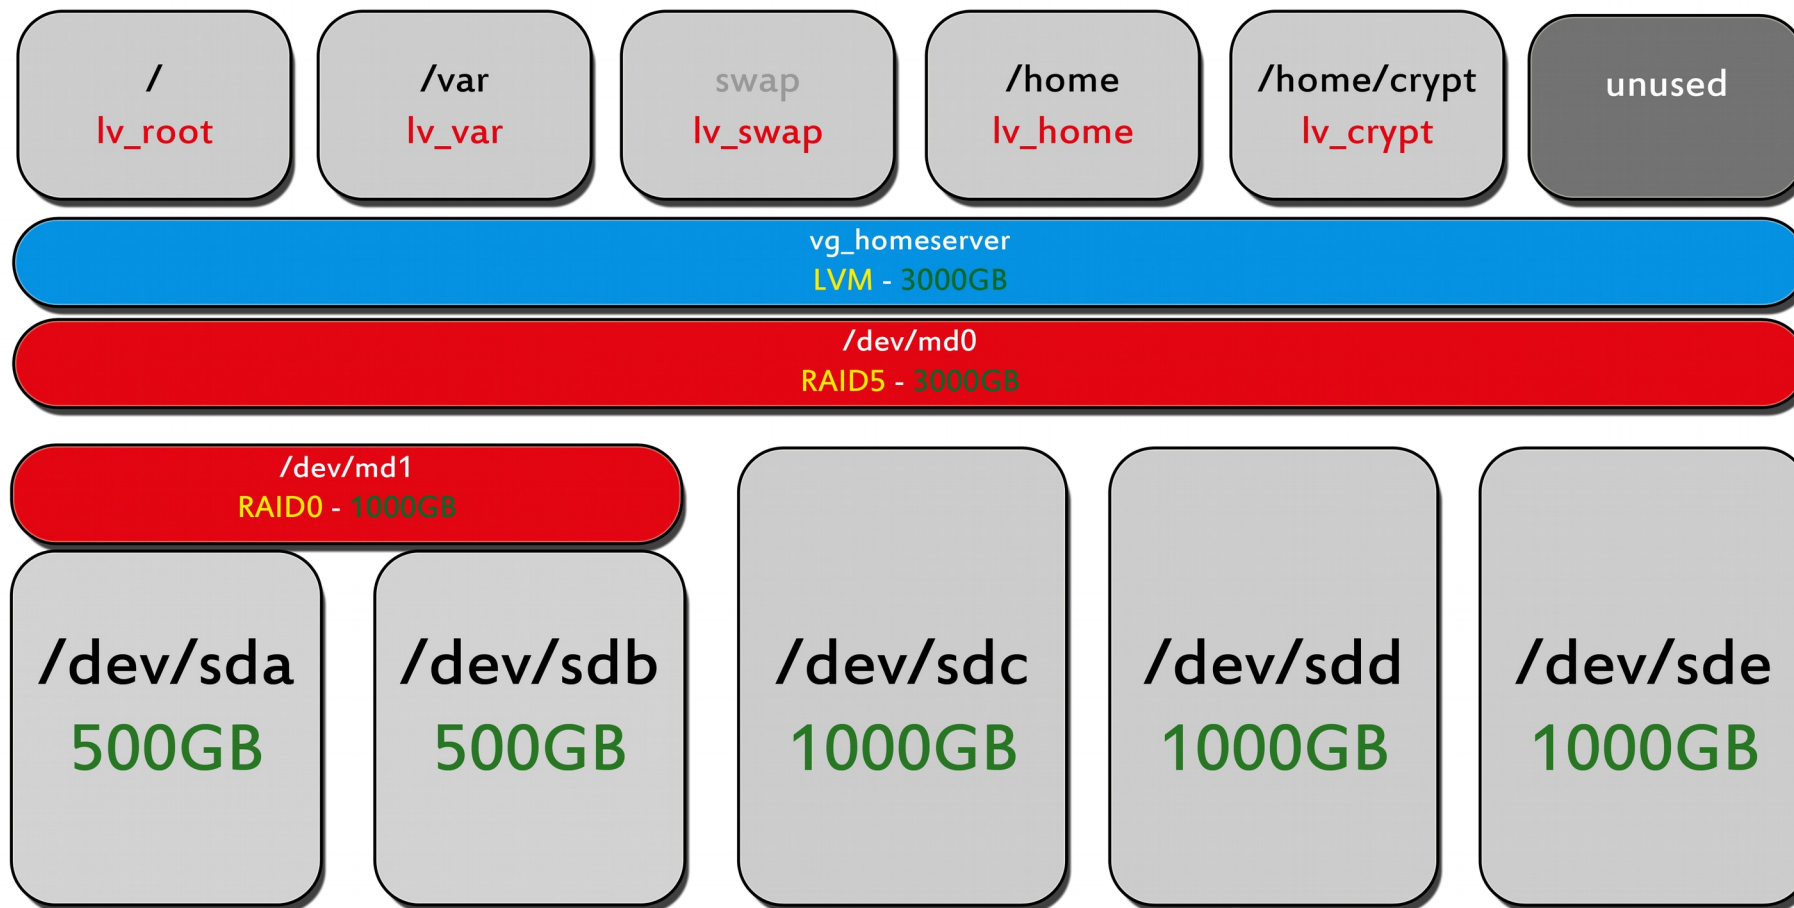 /
lv_root
/var
lv_var
swap
lv_swap
/home
lv_home
/home/crypt
lv_crypt
unused
vg_homeserver
LVM - 3000GB
/dev/md0
RAID5 - 3000GB
/dev/md1
RAID0 - 1000GB
/dev/sda
500GB
/dev/sdb
500GB
/dev/sdc
1000GB
/dev/sdd
1000GB
/dev/sde
1000GB